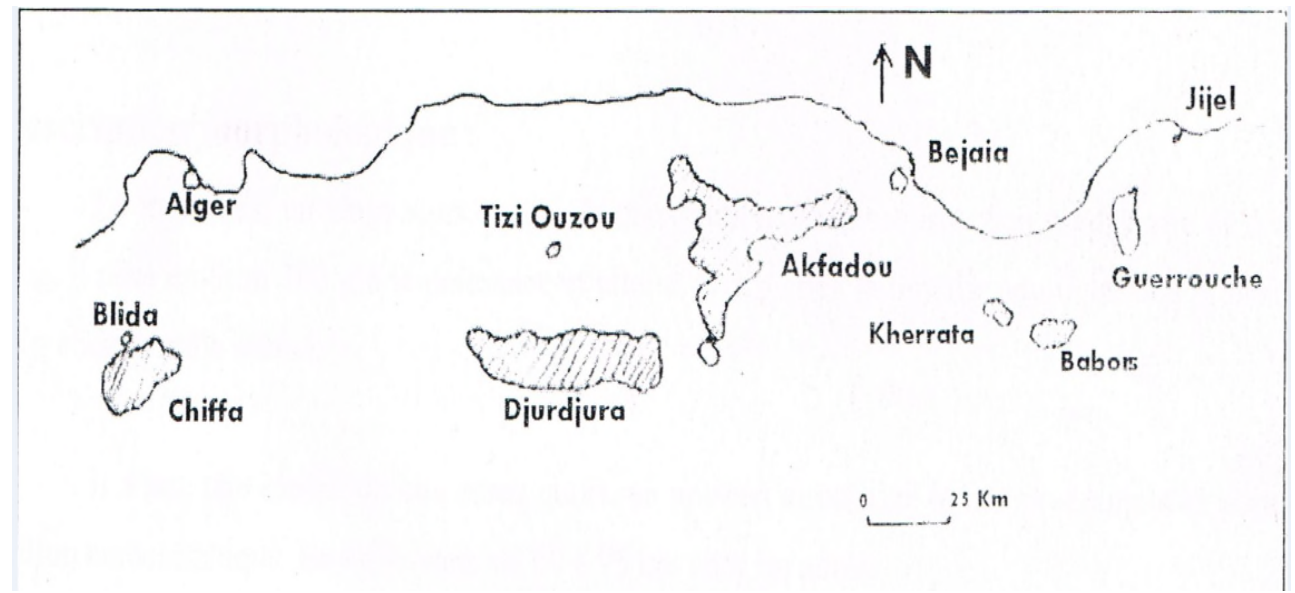 N
Jijel
Bejaia
Alger
Tizi Ouzou
Akfadou
Guerrouche
Blida
Kherrata
Babors
Chiffa
Djurdjura
0 25 Km